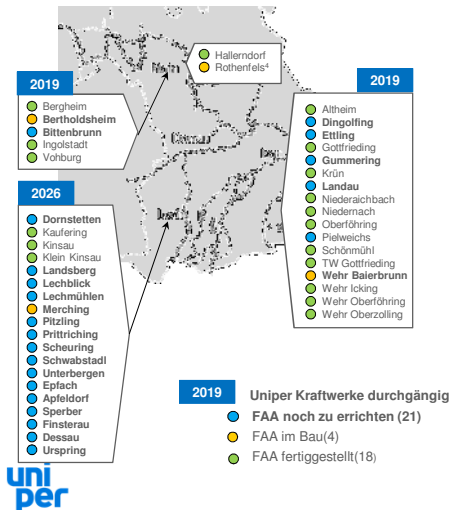 Hallerndorf
Rothenfels⁴
Main
2019
Bergheim
Bertholdsheim
Bittenbrunn
Ingolstadt
Vohburg
Donau
2019
Altheim
Dingolfing
Ettling
Gottfrieding
Gummering
Krün
Landau
Niederaichbach
Niedernach
Oberföhring
Pielweichs
Schönmühl
TW Gottfrieding
Wehr Baierbrunn
Wehr Icking
Wehr Oberföhring
Wehr Oberzolling
2026
Dornstetten
Kaufering
Kinsau
Klein Kinsau
Landsberg
Lechblick
Lechmühlen
Merching
Pitzling
Prittriching
Scheuring
Schwabstadl
Unterbergen
Epfach
Apfeldorf
Sperber
Finsterau
Dessau
Urspring
2019 Uniper Kraftwerke durchgängig
FAA noch zu errichten (21)
FAA im Bau(4)
FAA fertiggestellt(18)
uni
per